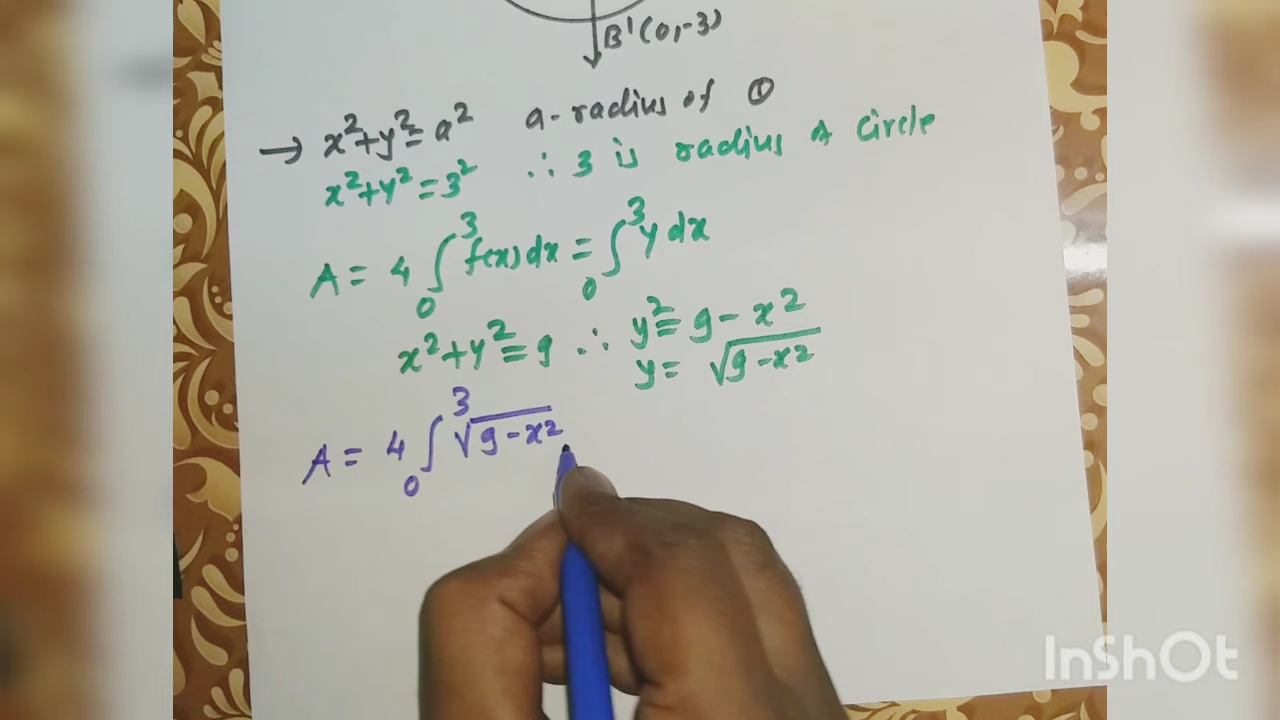 B'(0,-3)
→ x²+y²=a² a-radius of ①
x²+y²=3² ∴ 3 is radius of circle
A = 4 ∫₀³ f(x)dx = ∫₀³ y dx
x²+y²=9 ∴ y²=9-x²
y= √9-x²
A = 4 ∫₀³ √9-x²
InShOt